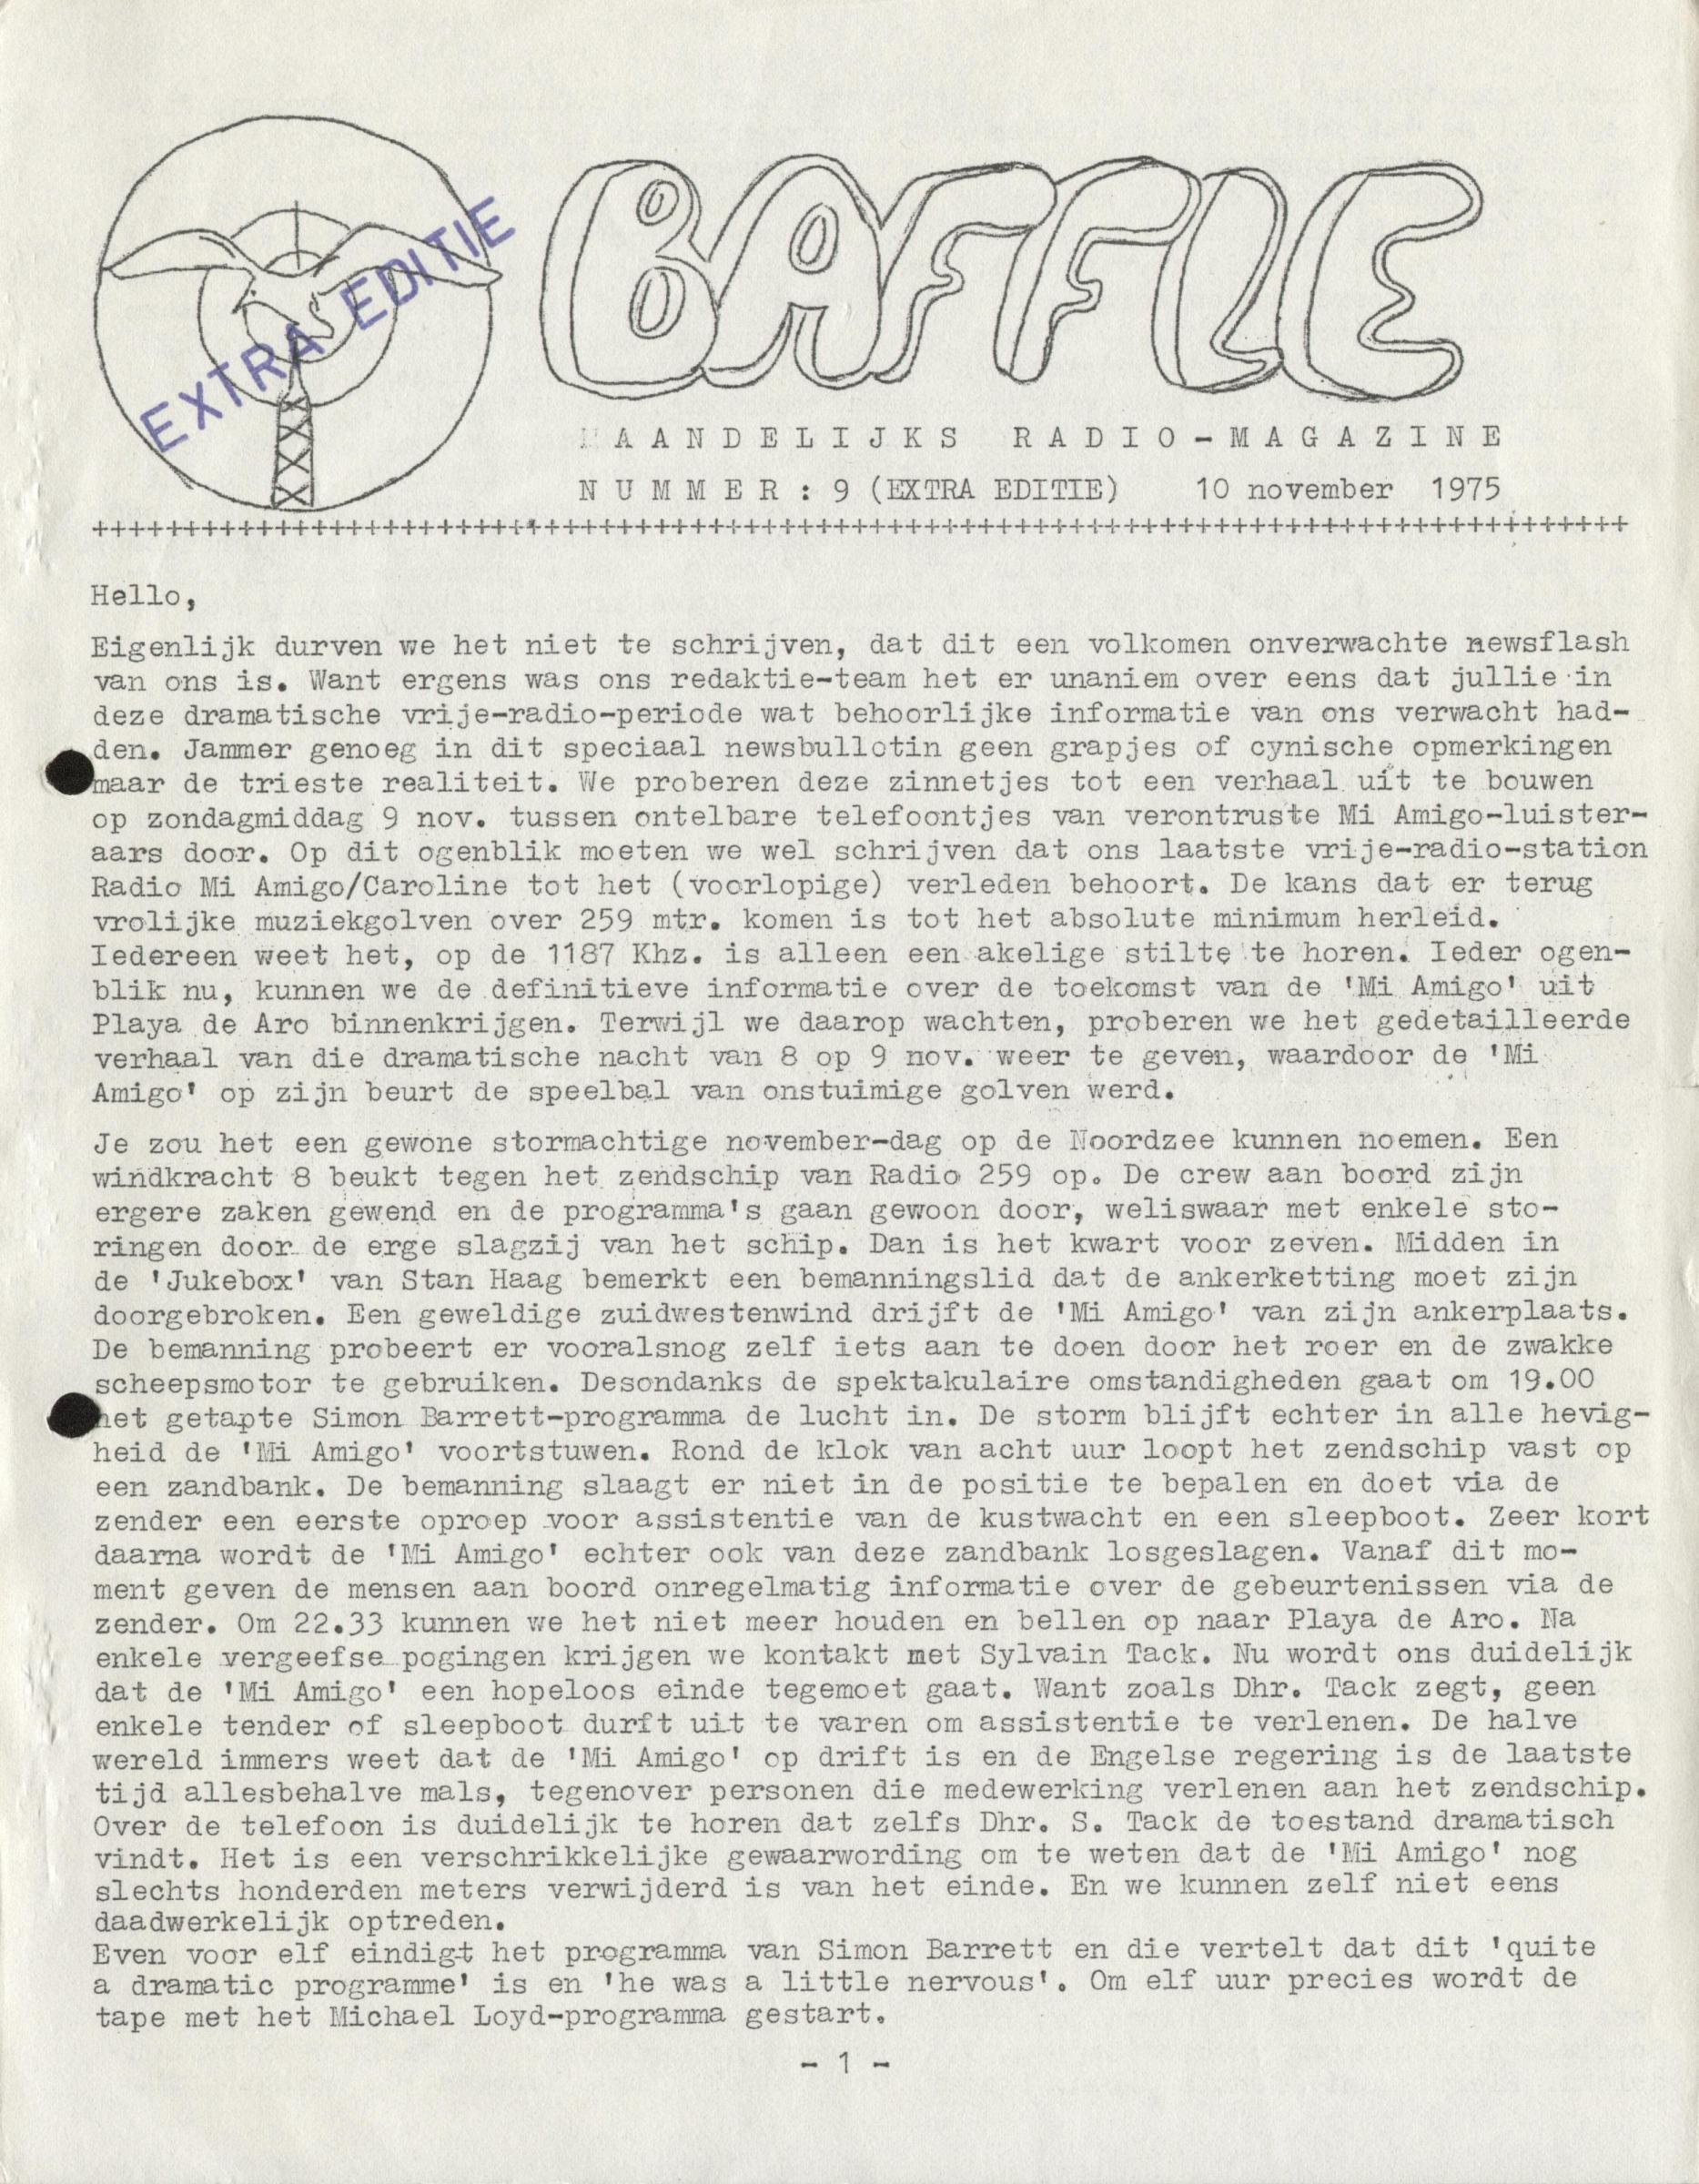 EXTRA EDITIE
BAFFLE
MAANDELIJKS RADIO-MAGAZINE
NUMMER: 9 (EXTRA EDITIE) 10 november 1975
++++++++++++++++++++++++++++++++++++++++++++++++++++++++++++++++++++++++++++++++++++
Hello,
Eigenlijk durven we het niet te schrijven, dat dit een volkomen onverwachte newsflash
van ons is. Want ergens was ons redaktie-team het er unaniem over eens dat jullie in
deze dramatische vrije-radio-periode wat behoorlijke informatie van ons verwacht had-
den. Jammer genoeg in dit speciaal newsbullotin geen grapjes of cynische opmerkingen
maar de trieste realiteit. We proberen deze zinnetjes tot een verhaal uit te bouwen
op zondagmiddag 9 nov. tussen ontelbare telefoontjes van verontruste Mi Amigo-luister-
aars door. Op dit ogenblik moeten we wel schrijven dat ons laatste vrije-radio-station
Radio Mi Amigo/Caroline tot het (voorlopige) verleden behoort. De kans dat er terug
vrolijke muziekgolven over 259 mtr. komen is tot het absolute minimum herleid.
Iedereen weet het, op de 1187 Khz. is alleen een akelige stilte te horen. Ieder ogen-
blik nu, kunnen we de definitieve informatie over de toekomst van de 'Mi Amigo' uit
Playa de Aro binnenkrijgen. Terwijl we daarop wachten, proberen we het gedetailleerde
verhaal van die dramatische nacht van 8 op 9 nov. weer te geven, waardoor de 'Mi
Amigo' op zijn beurt de speelbal van onstuimige golven werd.
Je zou het een gewone stormachtige november-dag op de Noordzee kunnen noemen. Een
windkracht 8 beukt tegen het zendschip van Radio 259 op. De crew aan boord zijn
ergere zaken gewend en de programma's gaan gewoon door, weliswaar met enkele sto-
ringen door de erge slagzij van het schip. Dan is het kwart voor zeven. Midden in
de 'Jukebox' van Stan Haag bemerkt een bemanningslid dat de ankerketting moet zijn
doorgebroken. Een geweldige zuidwestenwind drijft de 'Mi Amigo' van zijn ankerplaats.
De bemanning probeert er vooralsnog zelf iets aan te doen door het roer en de zwakke
scheepsmotor te gebruiken. Desondanks de spektakulaire omstandigheden gaat om 19.00
het getapte Simon Barrett-programma de lucht in. De storm blijft echter in alle hevig-
heid de 'Mi Amigo' voortstuwen. Rond de klok van acht uur loopt het zendschip vast op
een zandbank. De bemanning slaagt er niet in de positie te bepalen en doet via de
zender een eerste oproep voor assistentie van de kustwacht en een sleepboot. Zeer kort
daarna wordt de 'Mi Amigo' echter ook van deze zandbank losgeslagen. Vanaf dit mo-
ment geven de mensen aan boord onregelmatig informatie over de gebeurtenissen via de
zender. Om 22.33 kunnen we het niet meer houden en bellen op naar Playa de Aro. Na
enkele vergeefse pogingen krijgen we kontakt met Sylvain Tack. Nu wordt ons duidelijk
dat de 'Mi Amigo' een hopeloos einde tegemoet gaat. Want zoals Dhr. Tack zegt, geen
enkele tender of sleepboot durft uit te varen om assistentie te verlenen. De halve
wereld immers weet dat de 'Mi Amigo' op drift is en de Engelse regering is de laatste
tijd allesbehalve mals, tegenover personen die medewerking verlenen aan het zendschip.
Over de telefoon is duidelijk te horen dat zelfs Dhr. S. Tack de toestand dramatisch
vindt. Het is een verschrikkelijke gewaarwording om te weten dat de 'Mi Amigo' nog
slechts honderden meters verwijderd is van het einde. En we kunnen zelf niet eens
daadwerkelijk optreden.
Even voor elf eindigt het programma van Simon Barrett en die vertelt dat dit 'quite
a dramatic programme' is en 'he was a little nervous'. Om elf uur precies wordt de
tape met het Michael Loyd-programma gestart.
- 1 -